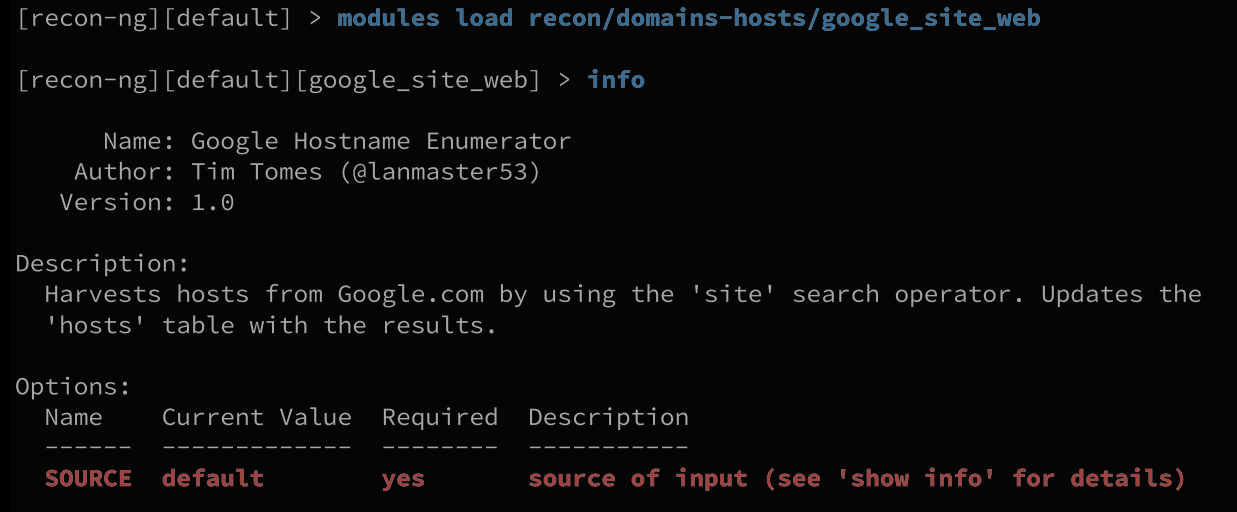 [recon-ng][default] > modules load recon/domains-hosts/google_site_web
[recon-ng][default][google_site_web] > info
Name: Google Hostname Enumerator
Author: Tim Tomes (@lanmaster53)
Version: 1.0
Description:
Harvests hosts from Google.com by using the 'site' search operator. Updates the
'hosts' table with the results.
Options:
Name Current Value Required Description
------ ------------- -------- -----------
SOURCE default yes source of input (see 'show info' for details)